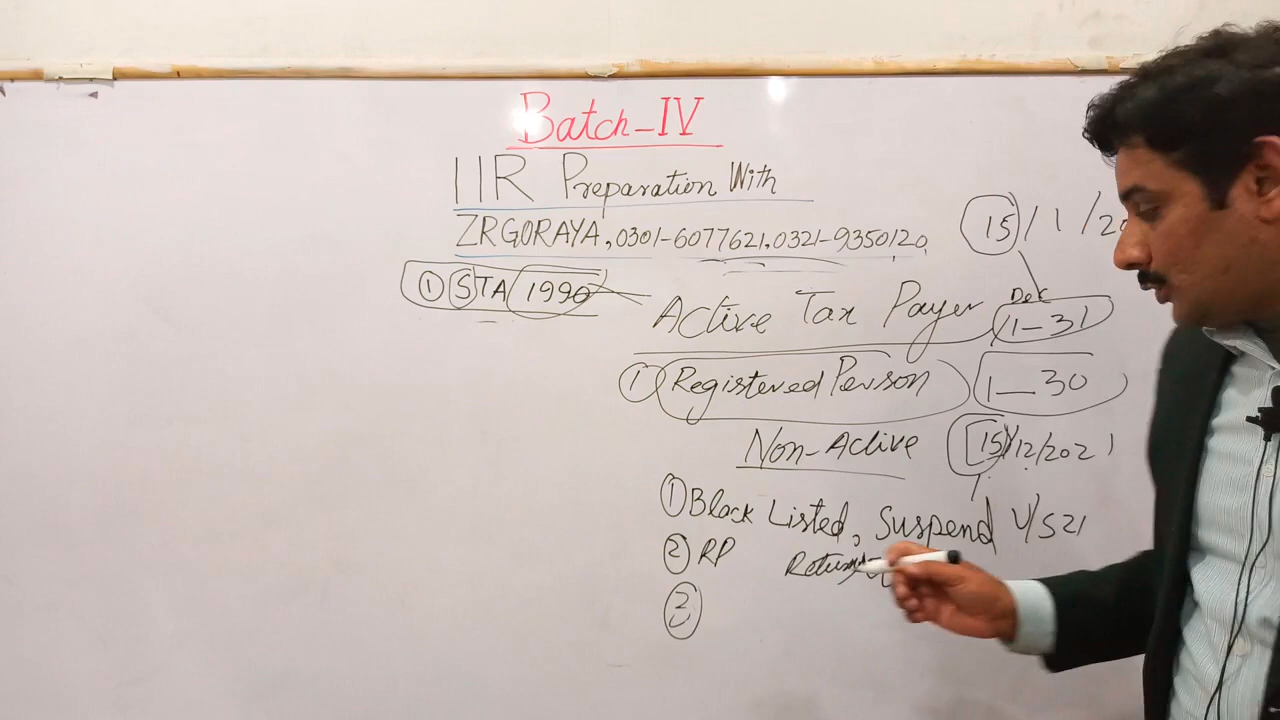 Batch-IV
IIR Preparation With
ZRGORAYA, 0301-6077621, 0321-9350120
15/1/20
① STA 1990
Active Tax Payer
Dec
1-31
① Registered Person
1-30
Non-Active
15/12/2021
① Black Listed, Suspend U/S21
② RP
③